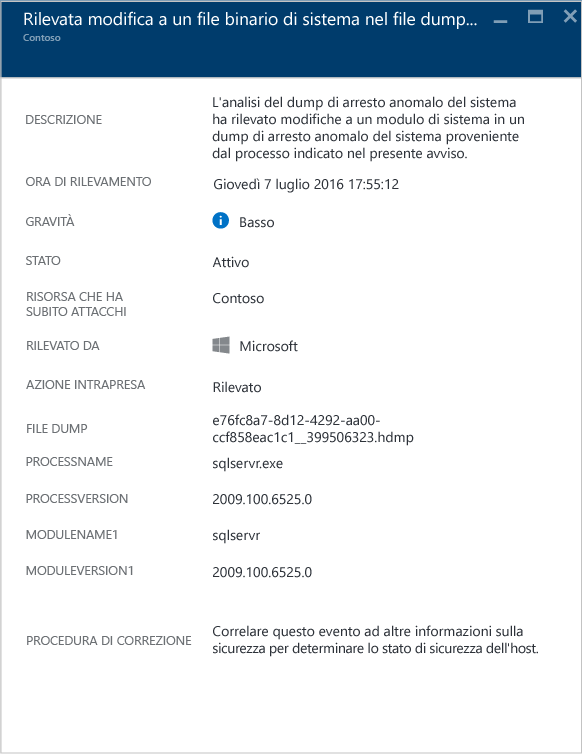 Rilevata modifica a un file binario di sistema nel file dump...
Contoso
DESCRIZIONE
L'analisi del dump di arresto anomalo del sistema
ha rilevato modifiche a un modulo di sistema in un
dump di arresto anomalo del sistema proveniente
dal processo indicato nel presente avviso.
ORA DI RILEVAMENTO
Giovedì 7 luglio 2016 17:55:12
GRAVITÀ
Basso
STATO
Attivo
RISORSA CHE HA
SUBITO ATTACCHI
Contoso
RILEVATO DA
Microsoft
AZIONE INTRAPRESA
Rilevato
FILE DUMP
e76fc8a7-8d12-4292-aa00-
ccf858eac1c1__399506323.hdmp
PROCESSNAME
sqlservr.exe
PROCESSVERSION
2009.100.6525.0
MODULENAME1
sqlservr
MODULEVERSION1
2009.100.6525.0
PROCEDURA DI CORREZIONE
Correlare questo evento ad altre informazioni sulla
sicurezza per determinare lo stato di sicurezza dell'host.